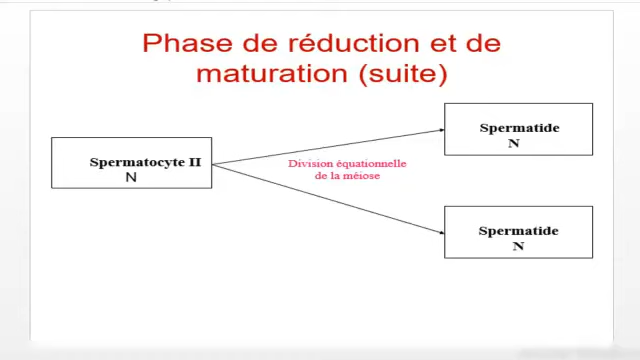 Phase de réduction et de
maturation (suite)
Spermatocyte II
N
Division équationnelle
de la méiose
Spermatide
N
Spermatide
N